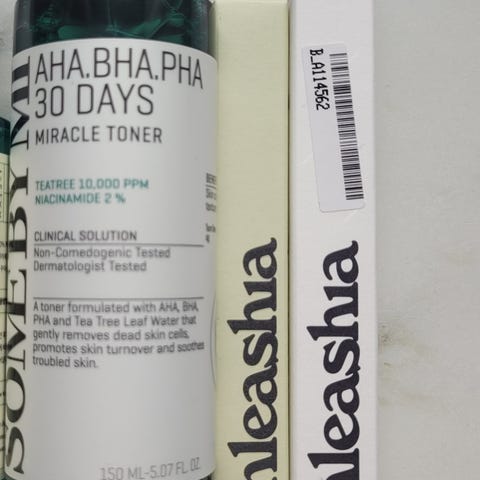 SOME BY MI
AHA.BHA.PHA
30 DAYS
MIRACLE TONER
TEATREE 10,000 PPM
NIACINAMIDE 2 %
CLINICAL SOLUTION
Non-Comedogenic Tested
Dermatologist Tested
A toner formulated with AHA, BHA,
PHA and Tea Tree Leaf Water that
gently removes dead skin cells,
promotes skin turnover and soothes
troubled skin.
150 ML-5.07 FL.OZ.
nleashia
nleashia
B_A114562